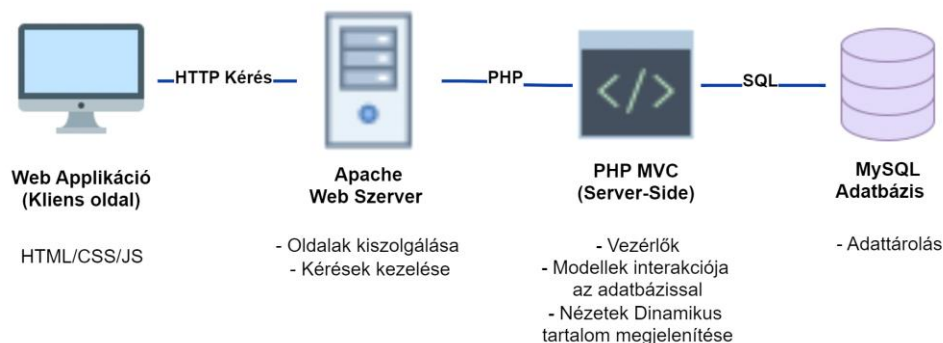 HTTP Kérés
PHP
</>
SQL
Web Applikáció
(Kliens oldal)
HTML/CSS/JS
Apache
Web Szerver
- Oldalak kiszolgálása
- Kérések kezelése
PHP MVC
(Server-Side)
- Vezérlők
- Modellek interakciója
az adatbázissal
- Nézetek Dinamikus
tartalom megjelenítése
MySQL
Adatbázis
- Adattárolás